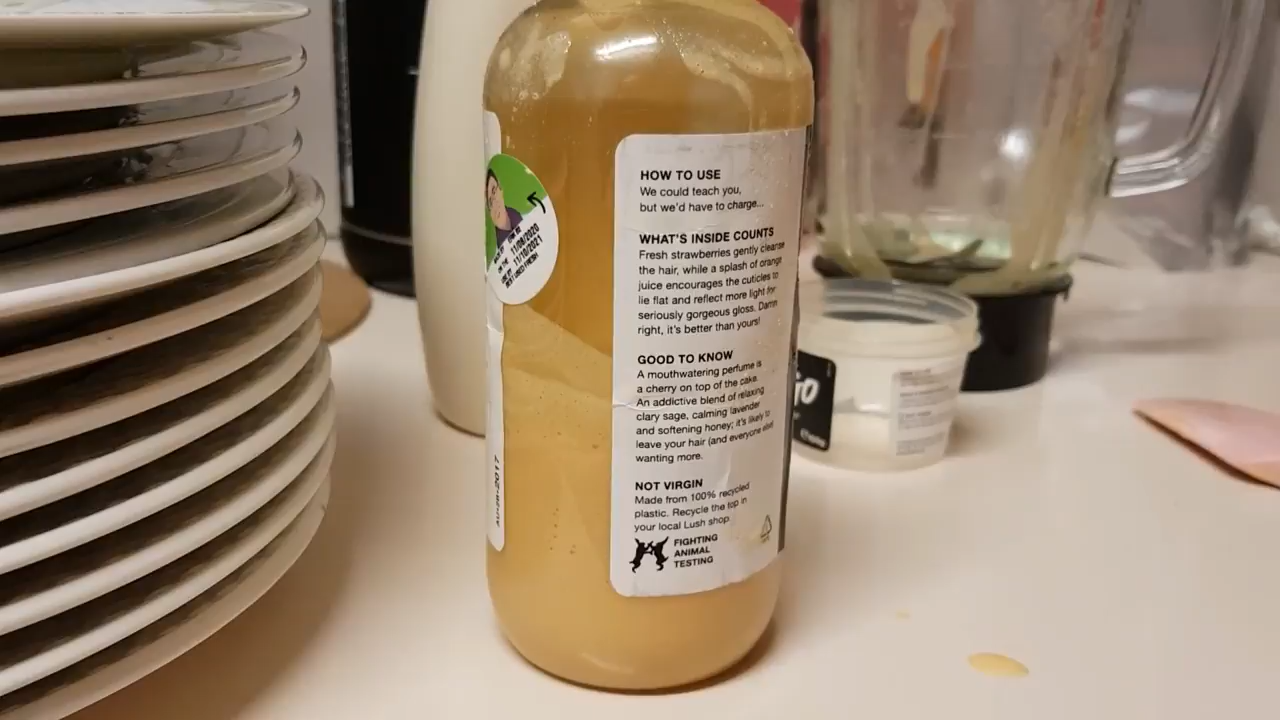 HOW TO USE
We could teach you,
but we'd have to charge...
WHAT'S INSIDE COUNTS
Fresh strawberries gently cleanse
the hair, while a splash of orange
juice encourages the cuticles to
lie flat and reflect more light for
seriously gorgeous gloss. Damn
right, it's better than yours!
GOOD TO KNOW
A mouthwatering perfume is
a cherry on top of the cake.
An addictive blend of relaxing
clary sage, calming lavender
and softening honey; it's likely to
leave your hair (and everyone else)
wanting more.
NOT VIRGIN
Made from 100% recycled
plastic. Recycle the top in
your local Lush shop.
FIGHTING
ANIMAL
TESTING
11/08/2020
11/10/2021